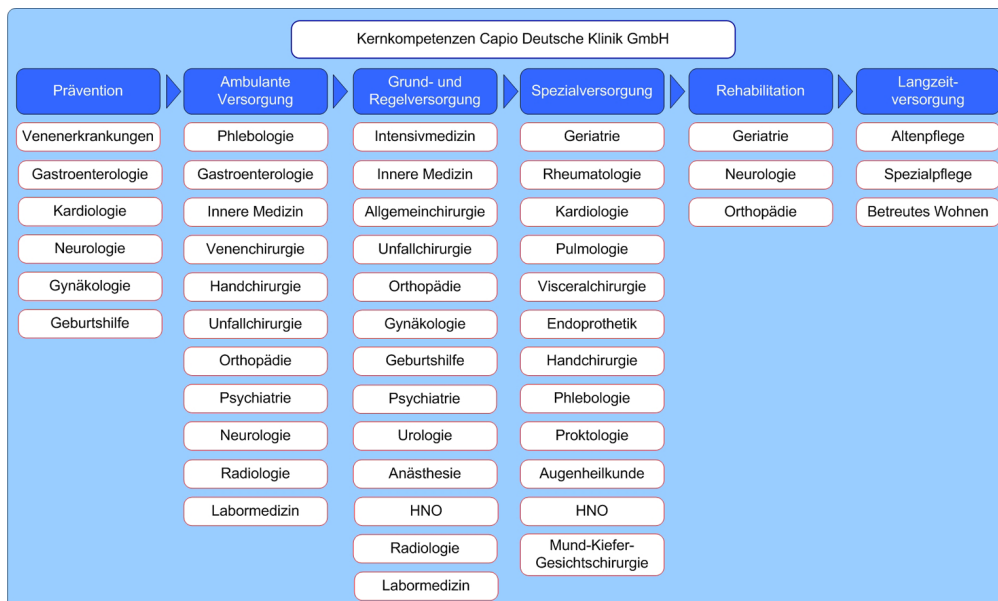 Kernkompetenzen Capio Deutsche Klinik GmbH
Prävention
Ambulante
Versorgung
Grund- und
Regelversorgung
Spezialversorgung
Rehabilitation
Langzeit-
versorgung
Venenerkrankungen
Gastroenterologie
Kardiologie
Neurologie
Gynäkologie
Geburtshilfe
Phlebologie
Gastroenterologie
Innere Medizin
Venenchirurgie
Handchirurgie
Unfallchirurgie
Orthopädie
Psychiatrie
Neurologie
Radiologie
Labormedizin
Intensivmedizin
Innere Medizin
Allgemeinchirurgie
Unfallchirurgie
Orthopädie
Gynäkologie
Geburtshilfe
Psychiatrie
Urologie
Anästhesie
HNO
Radiologie
Labormedizin
Geriatrie
Rheumatologie
Kardiologie
Pulmologie
Visceralchirurgie
Endoprothetik
Handchirurgie
Phlebologie
Proktologie
Augenheilkunde
HNO
Mund-Kiefer-
Gesichtschirurgie
Geriatrie
Neurologie
Orthopädie
Altenpflege
Spezialpflege
Betreutes Wohnen